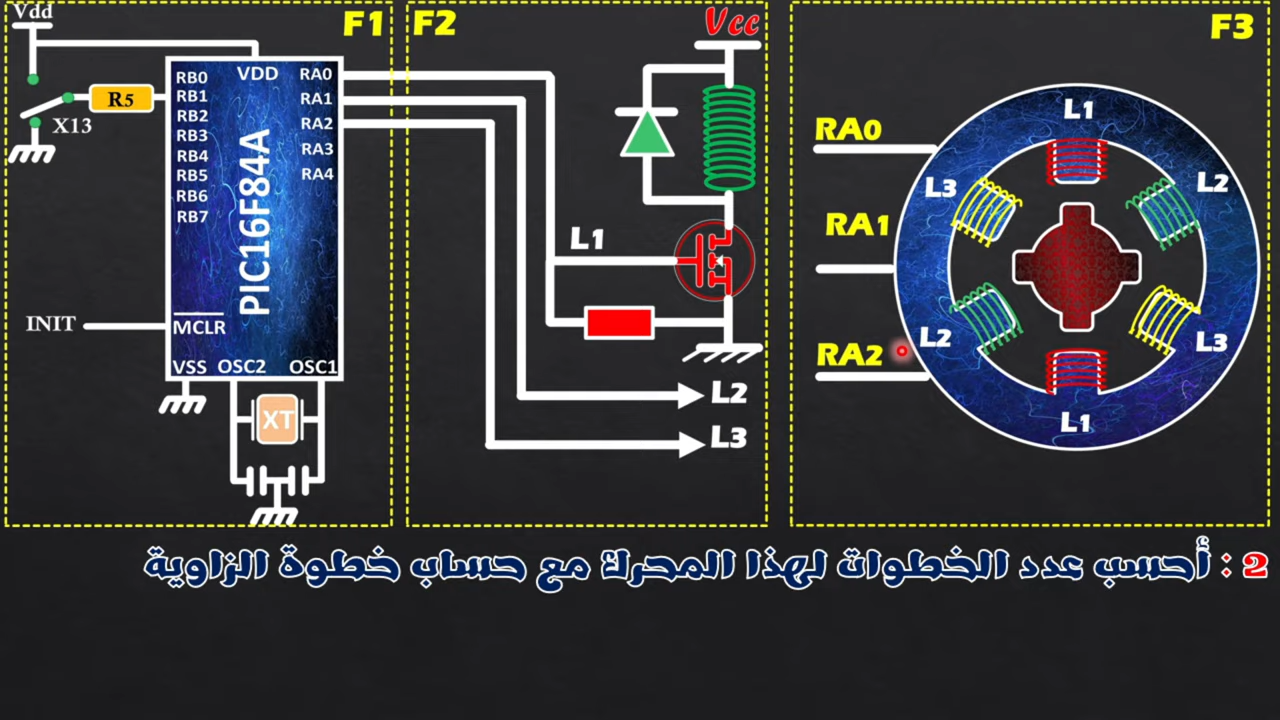 F1
Vdd
X13
R5
RB0
RB1
RB2
RB3
RB4
RB5
RB6
RB7
VDD
RA0
RA1
RA2
RA3
RA4
PIC16F84A
INIT
MCLR
VSS OSC2 OSC1
XT
F2
Vcc
L1
L2
L3
F3
RA0
RA1
RA2
L1
L2
L3
L1
L2
L3
2 : أحسب عدد الخطوات لهذا المحرك مع حساب خطوة الزاوية